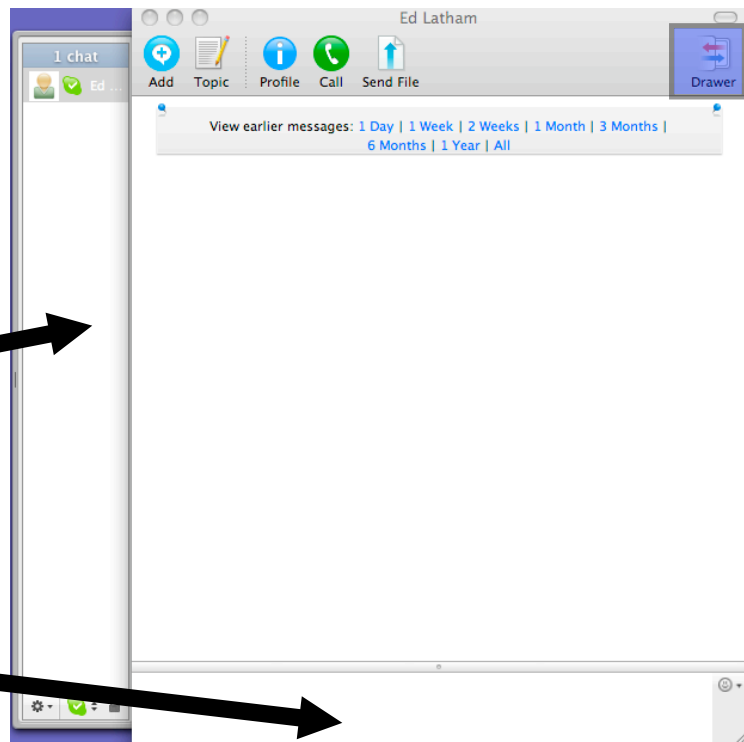 Ed Latham
1 chat
Ed ...
Add Topic Profile Call Send File Drawer
View earlier messages: 1 Day | 1 Week | 2 Weeks | 1 Month | 3 Months |
6 Months | 1 Year | All